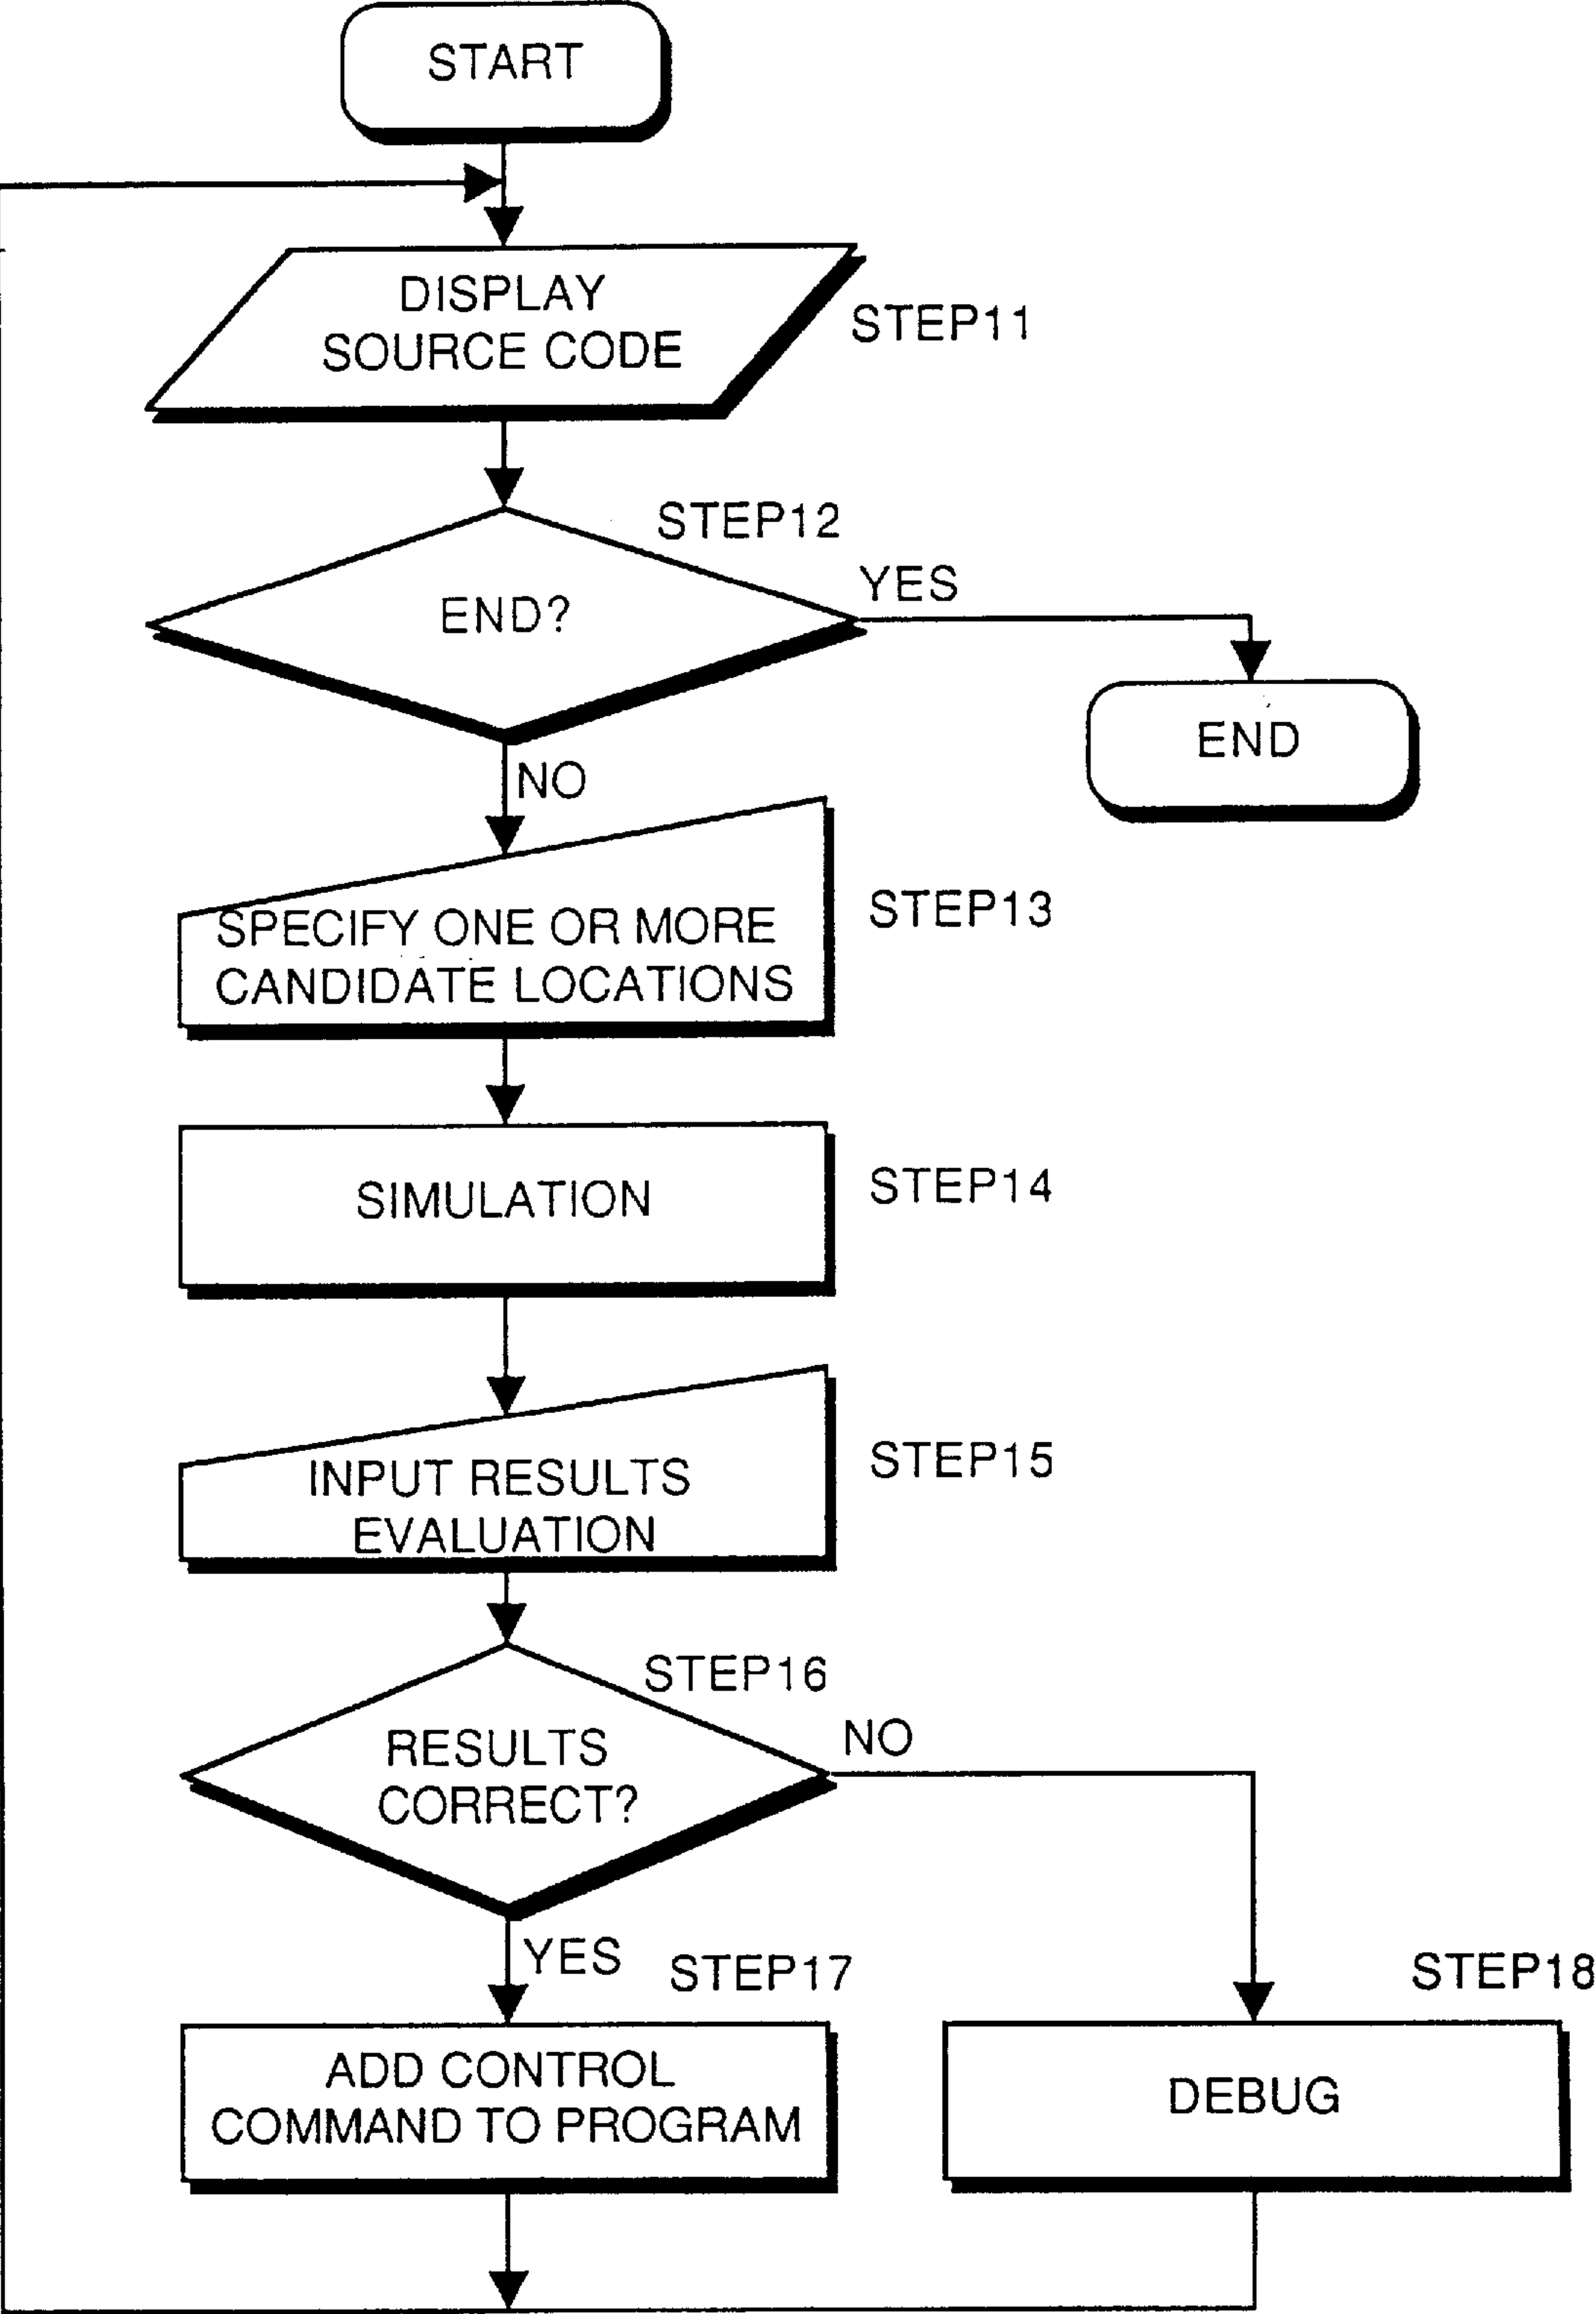 START
DISPLAY
SOURCE CODE
STEP11
STEP12
END?
YES
END
NO
SPECIFY ONE OR MORE
CANDIDATE LOCATIONS
STEP13
SIMULATION
STEP14
INPUT RESULTS
EVALUATION
STEP15
STEP16
RESULTS
CORRECT?
NO
YES
STEP17
ADD CONTROL
COMMAND TO PROGRAM
STEP18
DEBUG